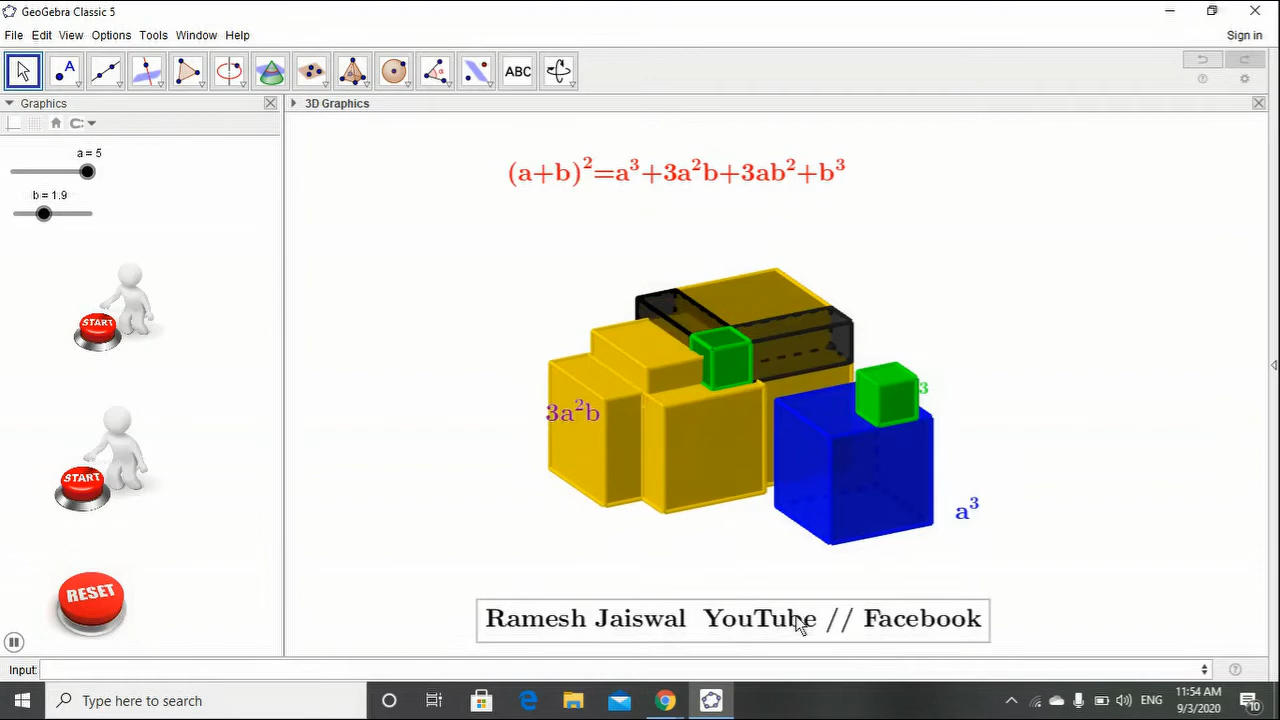 GeoGebra Classic 5
File Edit View Options Tools Window Help
Sign in
ABC
Graphics
3D Graphics
a = 5
b = 1.9
(a+b)²=a³+3a²b+3ab²+b³
START
3a²b
3
START
a³
RESET
Ramesh Jaiswal YouTube // Facebook
Input:
Type here to search
ENG
11:54 AM
9/3/2020
10